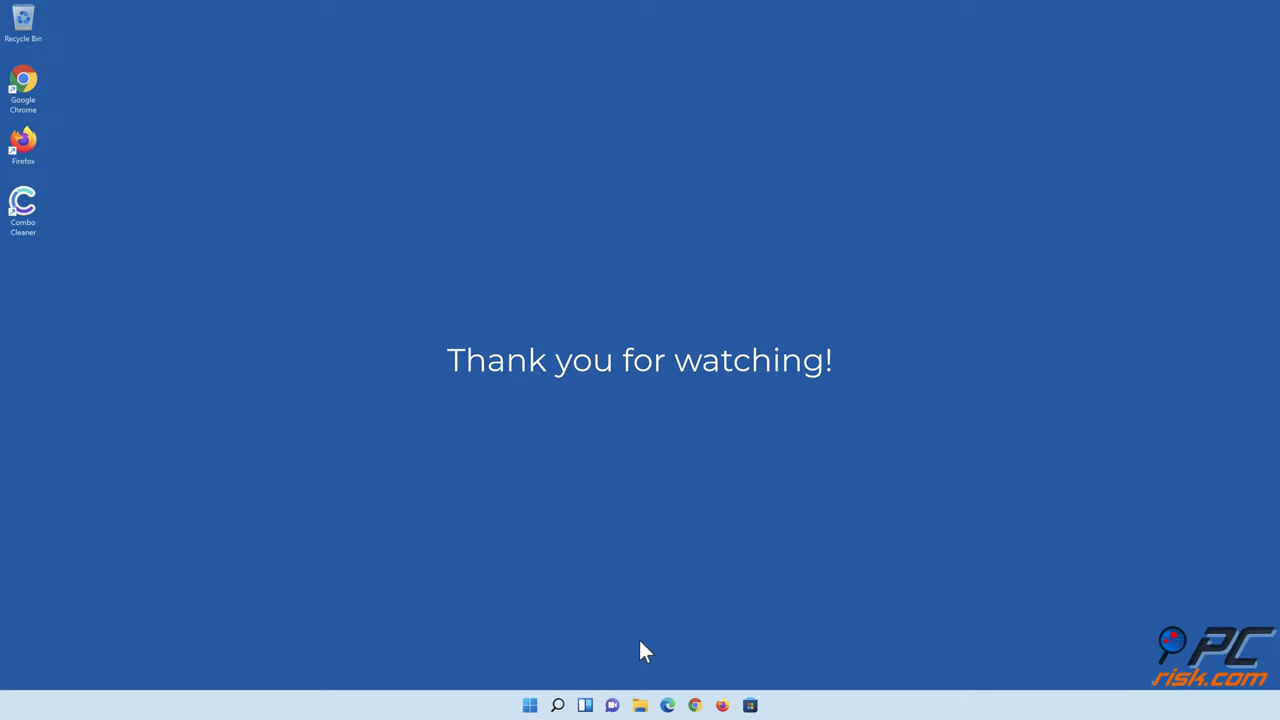 Recycle Bin
Google
Chrome
Firefox
Combo
Cleaner
Thank you for watching!
PC
risk.com